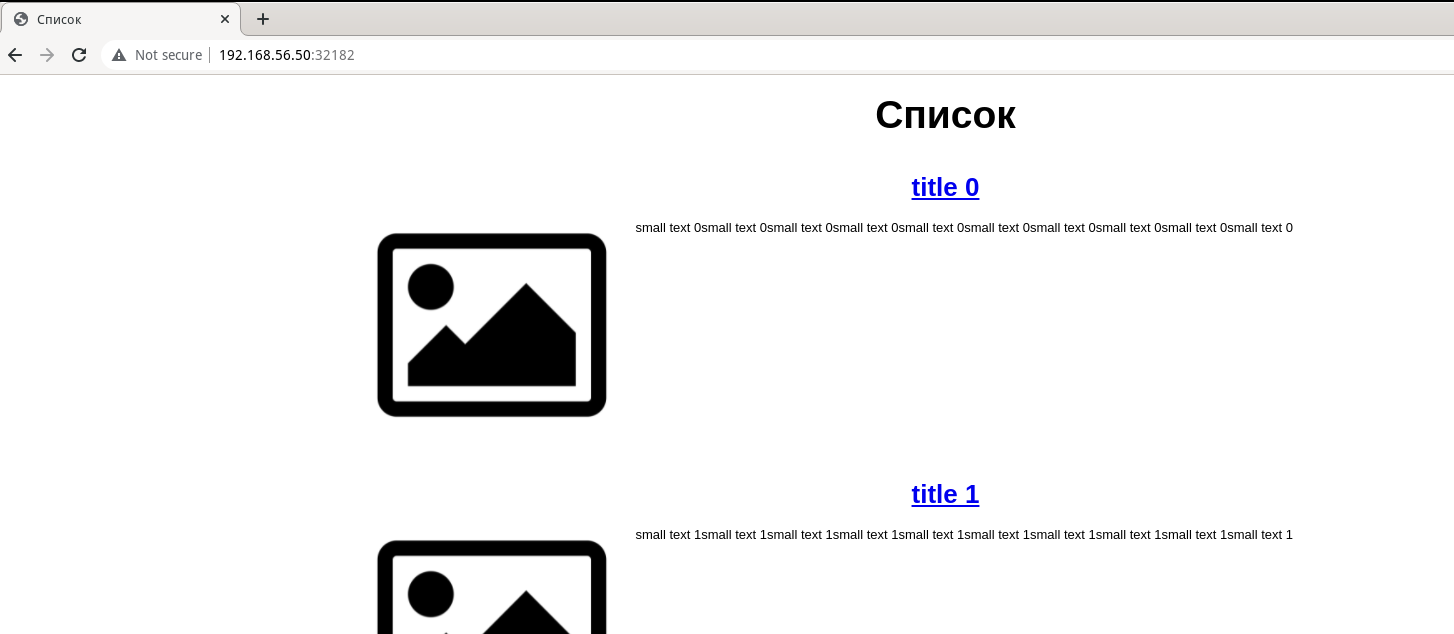 Список
Not secure 192.168.56.50:32182
Список
title 0
small text 0small text 0small text 0small text 0small text 0small text 0small text 0small text 0small text 0small text 0
title 1
small text 1small text 1small text 1small text 1small text 1small text 1small text 1small text 1small text 1small text 1